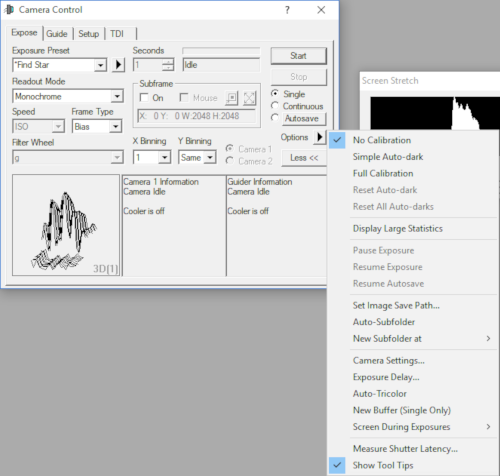 Camera Control
Expose Guide Setup TDI
Exposure Preset
*Find Star
Seconds
1
Idle
Start
Stop
Readout Mode
Monochrome
Subframe
On Mouse
X: 0 Y: 0 W:2048 H:2048
Single
Continuous
Autosave
Speed
ISO
Frame Type
Bias
Options
Filter Wheel
g
X Binning
1
Y Binning
Same
Camera 1
Camera 2
Less <<
3D[1]
Camera 1 Information
Camera Idle
Cooler is off
Guider Information
Camera Idle
Cooler is off
Screen Stretch
No Calibration
Simple Auto-dark
Full Calibration
Reset Auto-dark
Reset All Auto-darks
Display Large Statistics
Pause Exposure
Resume Exposure
Resume Autosave
Set Image Save Path...
Auto-Subfolder
New Subfolder at
Camera Settings...
Exposure Delay...
Auto-Tricolor
New Buffer (Single Only)
Screen During Exposures
Measure Shutter Latency...
Show Tool Tips